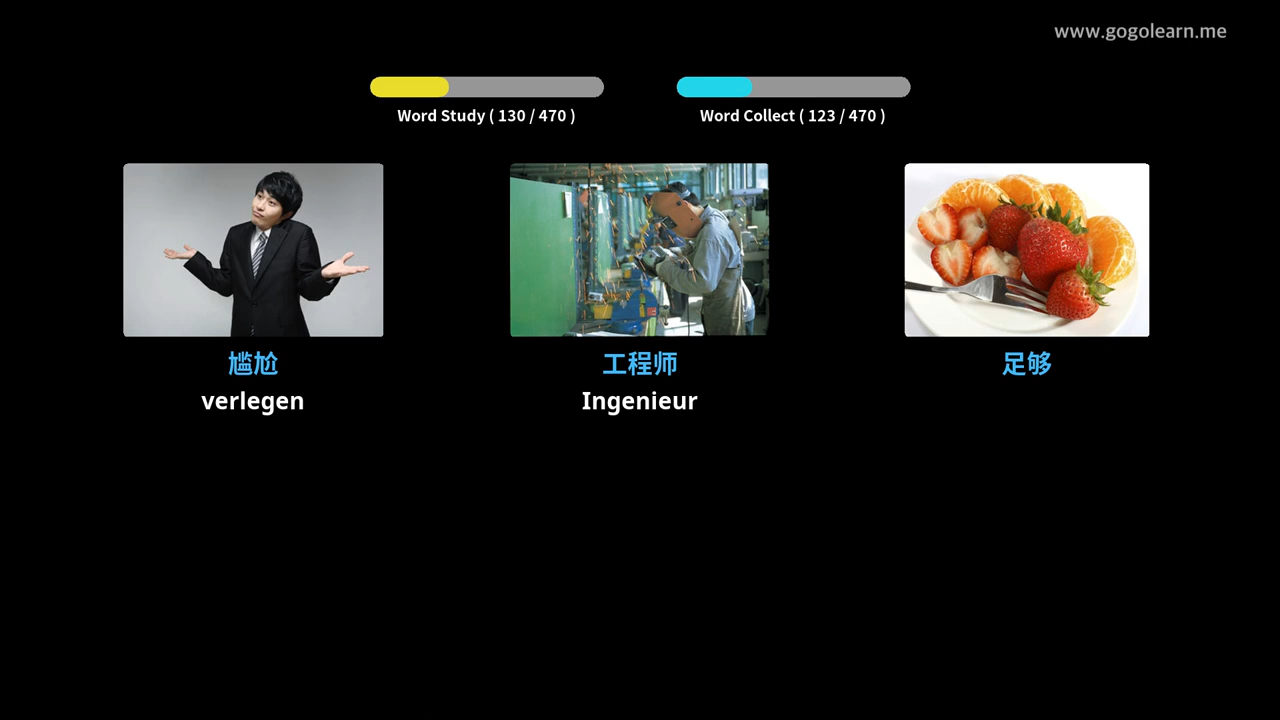 www.gogolearn.me
Word Study ( 130 / 470 )
Word Collect ( 123 / 470 )
尴尬
工程师
足够
verlegen
Ingenieur